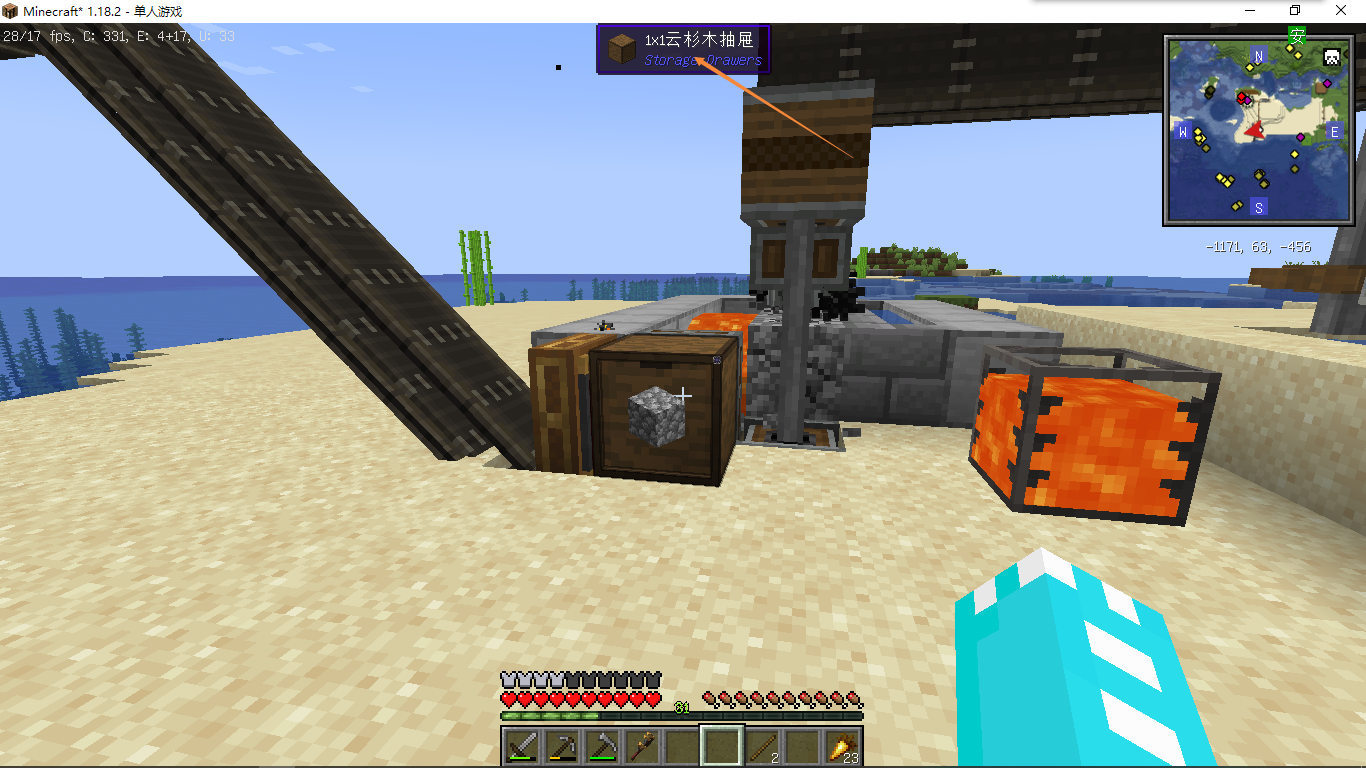 Minecraft* 1.18.2 - 单人游戏
28/17 fps, C: 331, E: 4+17, U: 33
1x1云杉木抽屉
Storage Drawers
安
N
W
E
S
-1171, 63, -456
31
2
23